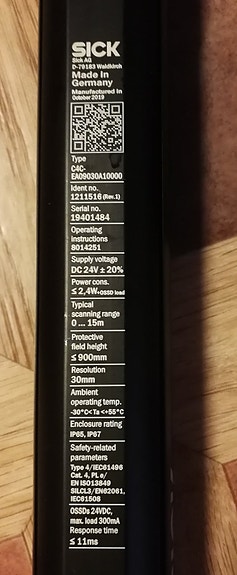 SICK
Sick AG
D-79183 Waldkirch
Made in
Germany
Manufactured in
October 2019
Type
C4C-
EA09030A10000
Ident no.
1211516 (Rev.1)
Serial no.
19401484
Operating
instructions
8014251
Supply voltage
DC 24V ± 20%
Power cons.
≤ 2,4W+OSSD load
Typical
scanning range
0 ... 15m
Protective
field height
≤ 900mm
Resolution
30mm
Ambient
operating temp.
-30°C<Ta<+55°C
Enclosure rating
IP65, IP67
Safety-related
parameters
Type 4/IEC61496
Cat. 4, PL e/
EN ISO13849
SILCL3/EN62061,
IEC61508
OSSDs 24VDC,
max. load 300mA
Response time
≤ 11ms